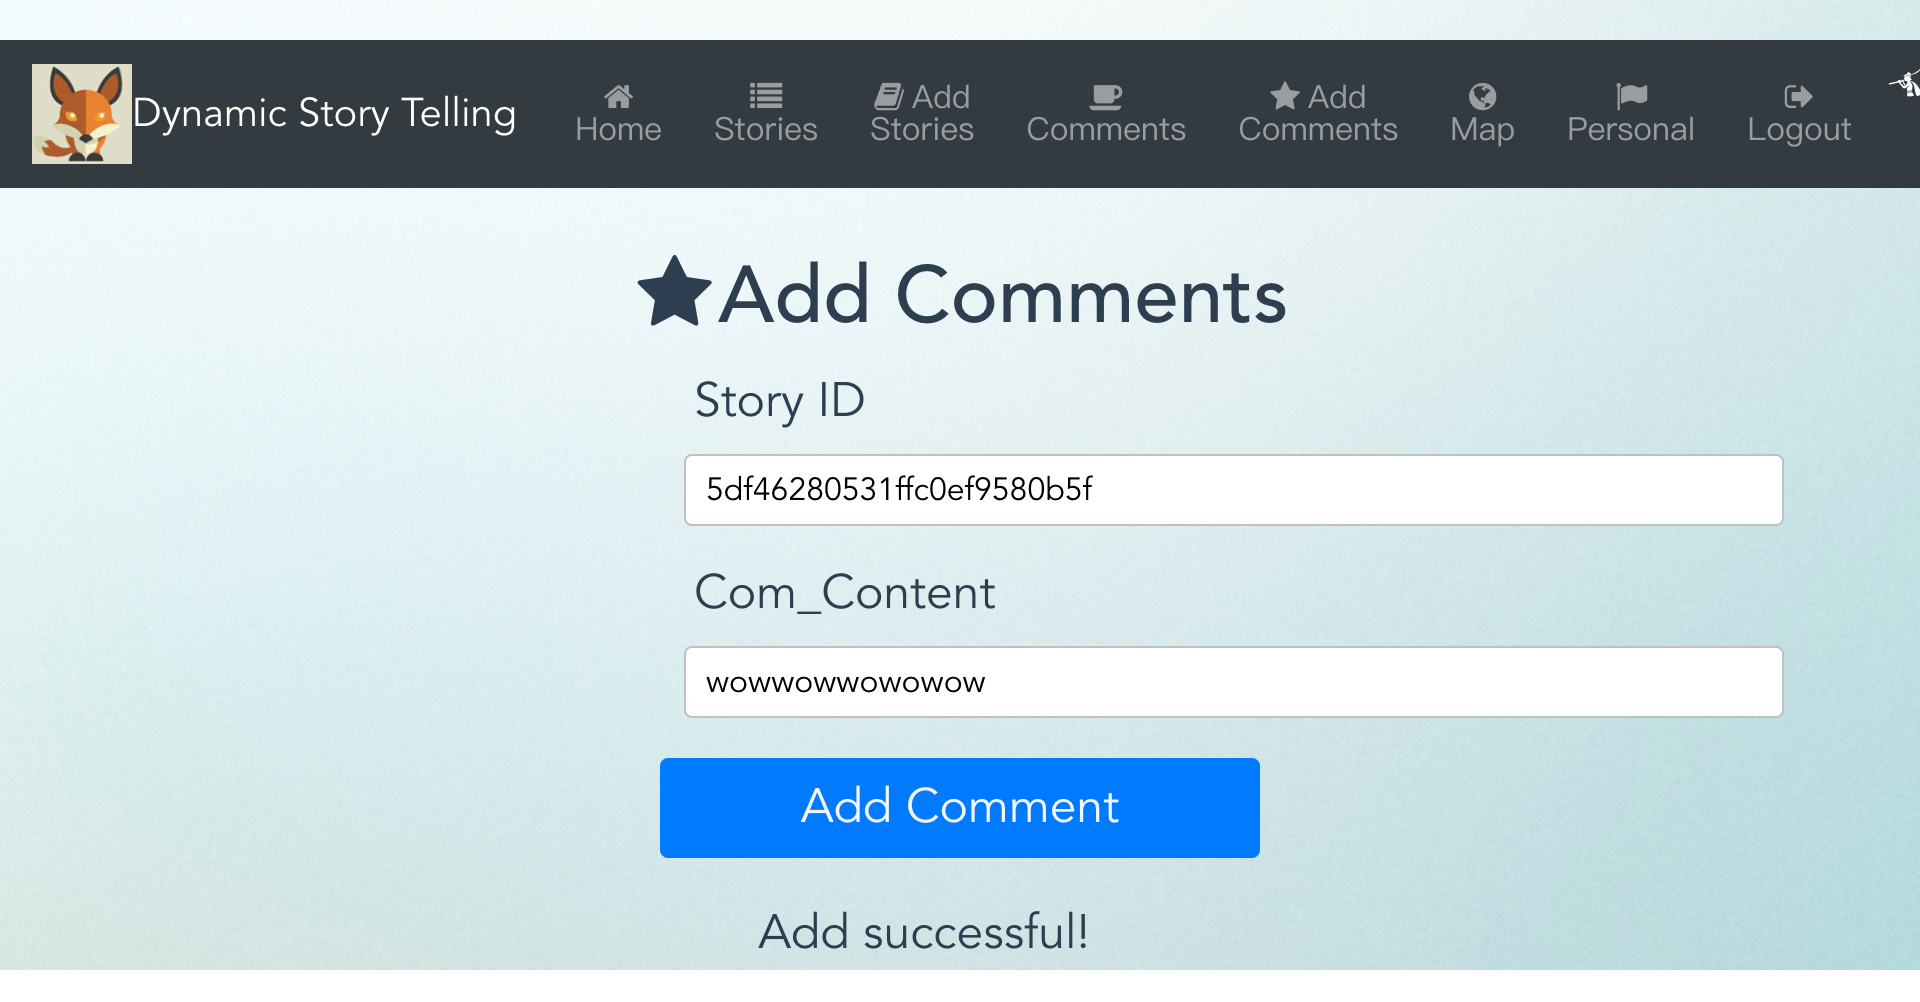 Dynamic Story Telling
Home
Stories
Add Stories
Comments
Add Comments
Map
Personal
Logout
Add Comments
Story ID
5df46280531ffc0ef9580b5f
Com_Content
wowwowwowowow
Add Comment
Add successful!